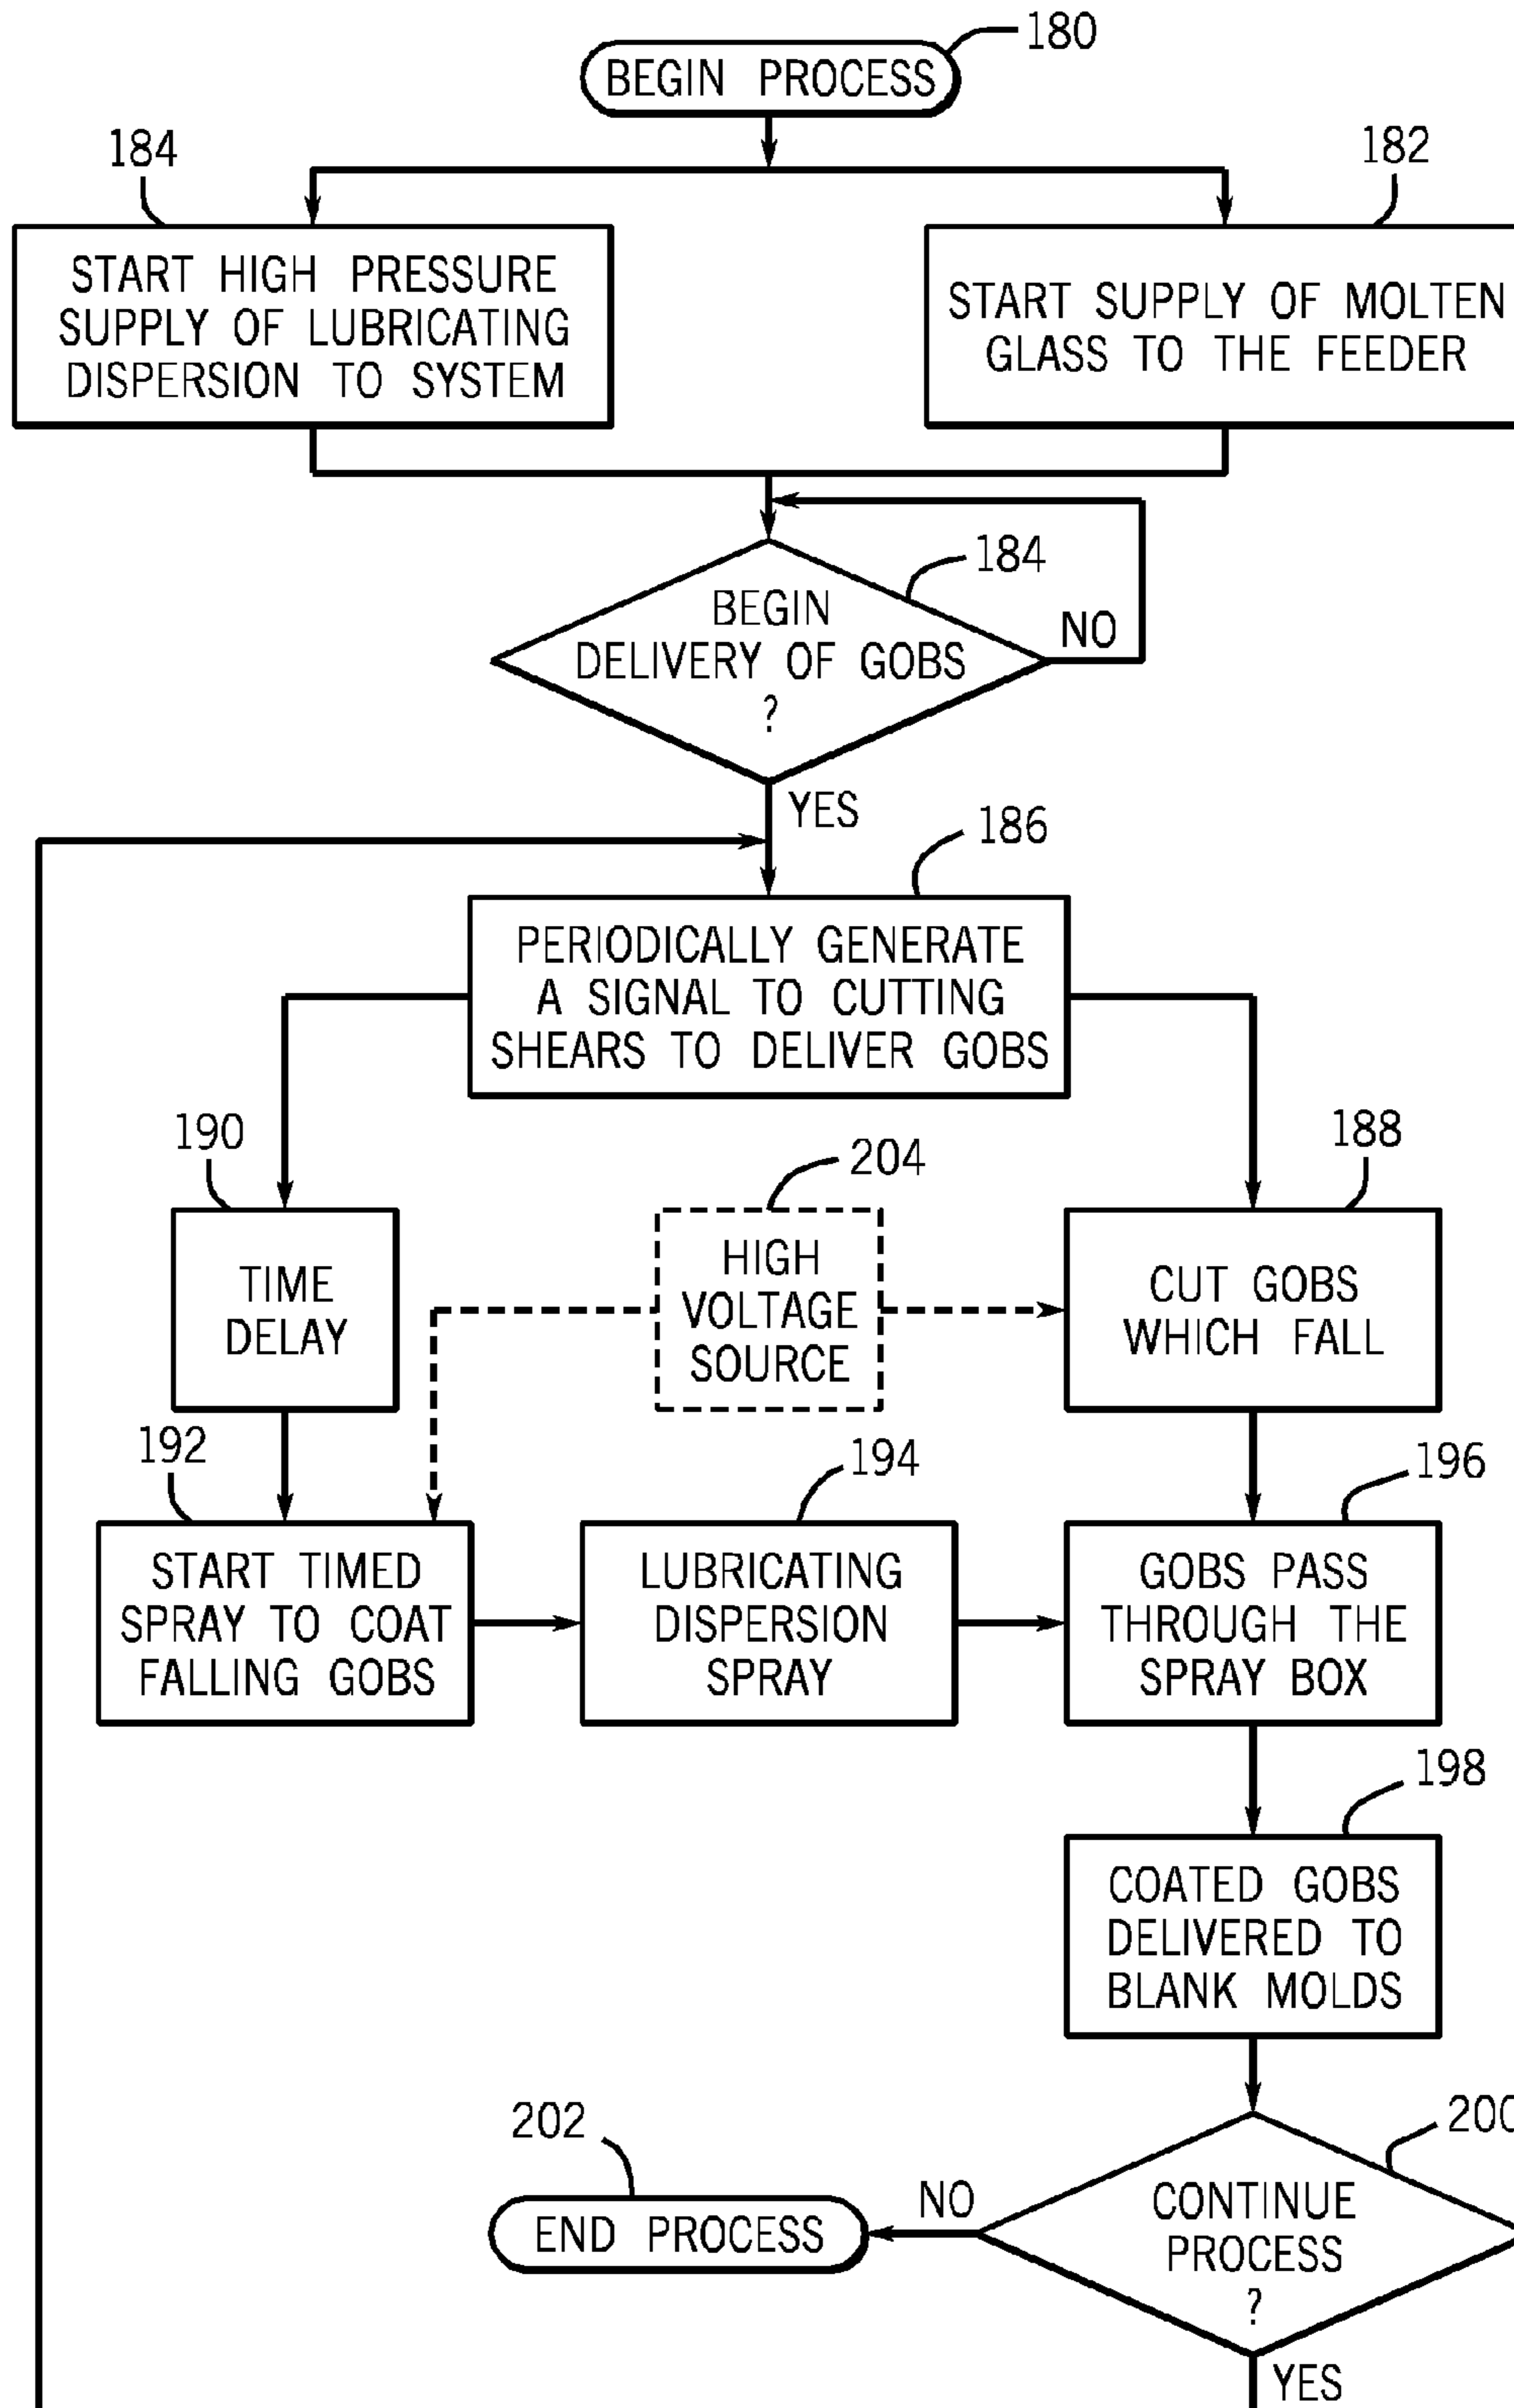 180
BEGIN PROCESS
184
182
START HIGH PRESSURE
SUPPLY OF LUBRICATING
DISPERSION TO SYSTEM
START SUPPLY OF MOLTEN
GLASS TO THE FEEDER
184
BEGIN
DELIVERY OF GOBS
?
NO
YES
186
PERIODICALLY GENERATE
A SIGNAL TO CUTTING
SHEARS TO DELIVER GOBS
190
204
188
TIME
DELAY
HIGH
VOLTAGE
SOURCE
CUT GOBS
WHICH FALL
192
194
196
START TIMED
SPRAY TO COAT
FALLING GOBS
LUBRICATING
DISPERSION
SPRAY
GOBS PASS
THROUGH THE
SPRAY BOX
198
COATED GOBS
DELIVERED TO
BLANK MOLDS
202
200
END PROCESS
NO
CONTINUE
PROCESS
?
YES